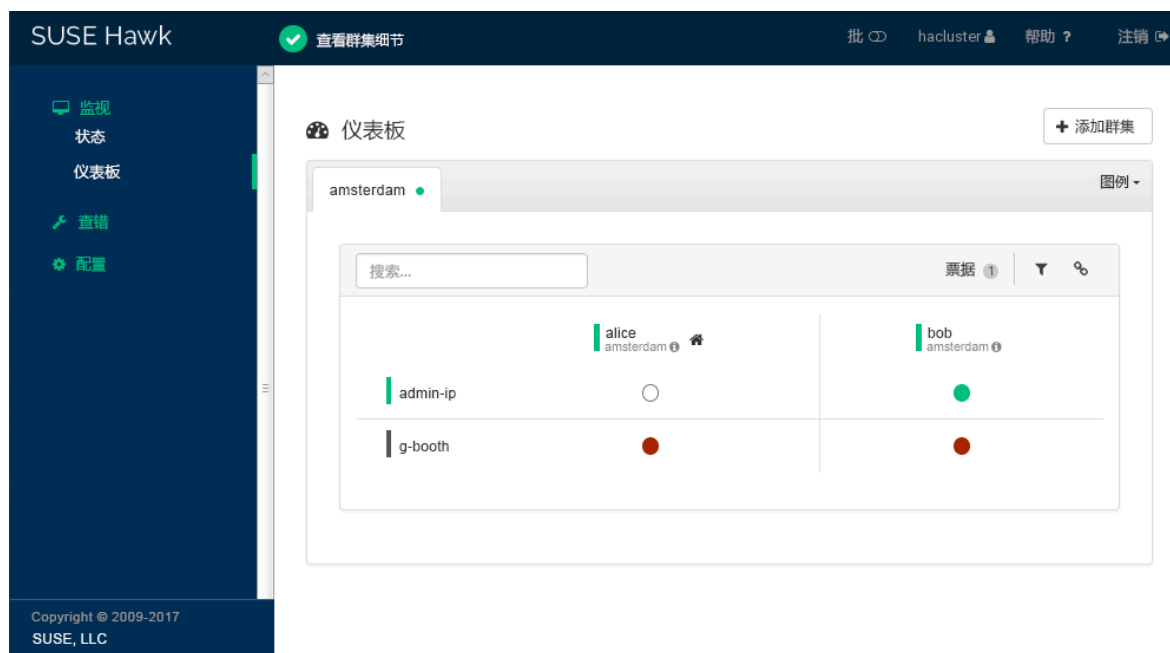 SUSE Hawk
查看群集细节
批
hacluster
帮助 ?
注销
监视
状态
仪表板
查错
配置
仪表板
添加群集
amsterdam
图例
搜索...
票据 1
alice
amsterdam
bob
amsterdam
admin-ip
g-booth
Copyright © 2009-2017
SUSE, LLC